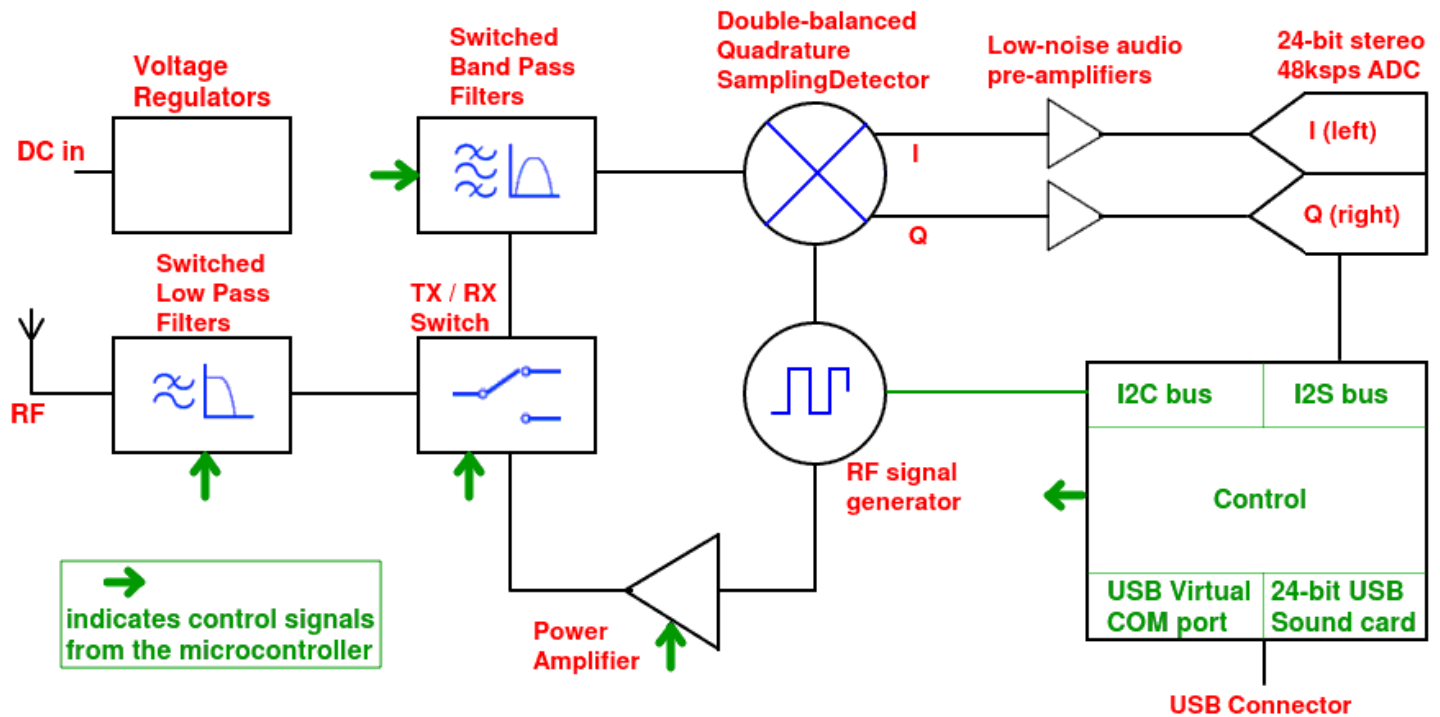 Voltage
Regulators
DC in
Switched
Band Pass
Filters
Double-balanced
Quadrature
SamplingDetector
Low-noise audio
pre-amplifiers
24-bit stereo
48ksps ADC
I
Q
I (left)
Q (right)
Switched
Low Pass
Filters
RF
TX / RX
Switch
RF signal
generator
I2C bus
I2S bus
Control
USB Virtual
COM port
24-bit USB
Sound card
USB Connector
Power
Amplifier
indicates control signals
from the microcontroller